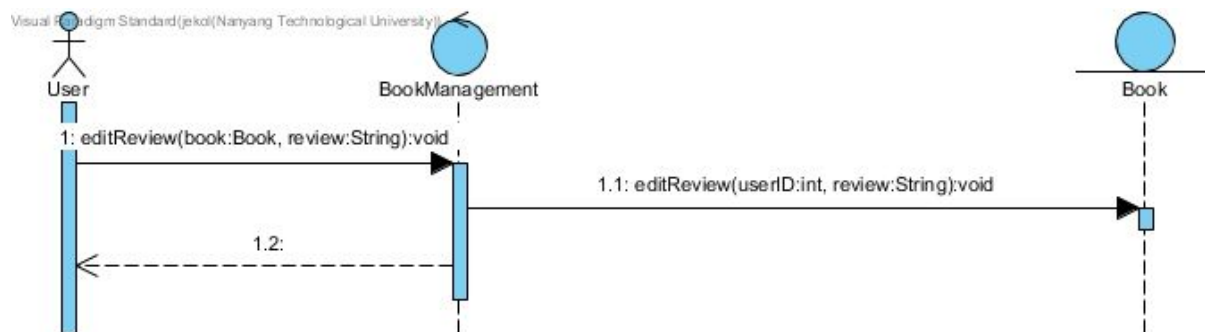 Visual Paradigm Standard(jekol(Nanyang Technological University))
User
BookManagement
Book
1: editReview(book:Book, review:String):void
1.1: editReview(userID:int, review:String):void
1.2: